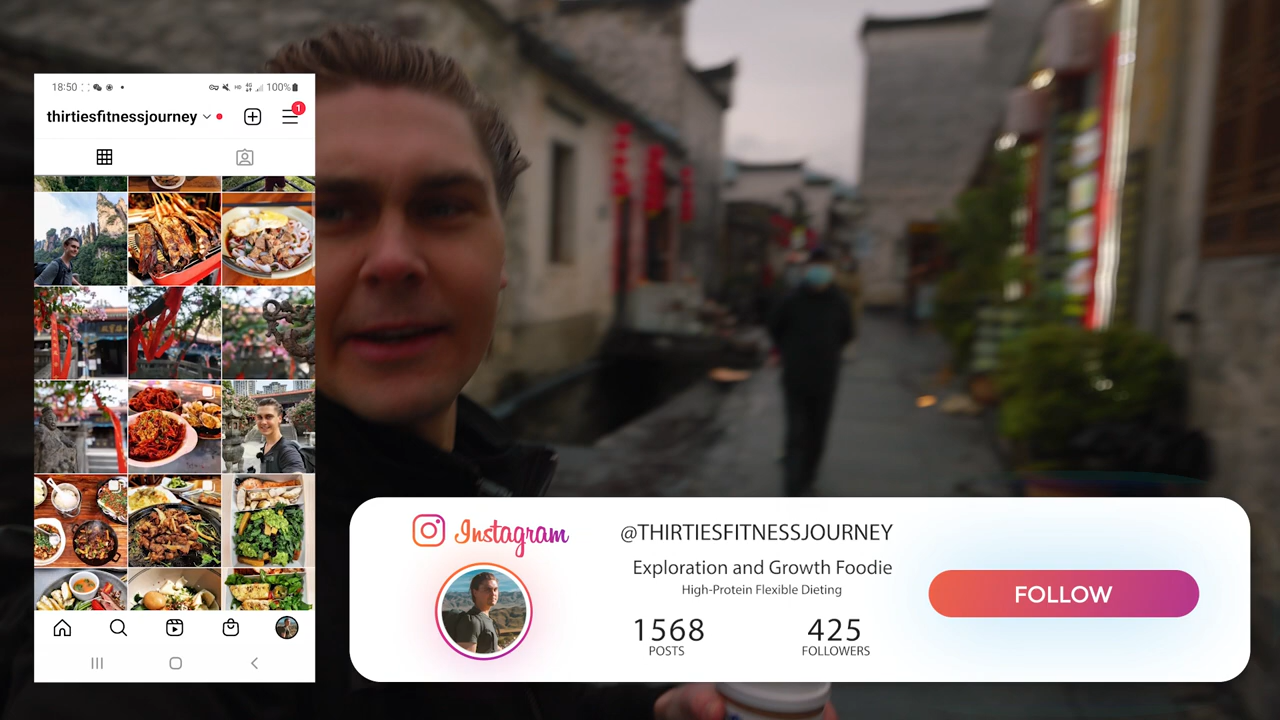 18:50
100%
thirtiesfitnessjourney
1
Instagram
@THIRTIESFITNESSJOURNEY
Exploration and Growth Foodie
High-Protein Flexible Dieting
1568
POSTS
425
FOLLOWERS
FOLLOW